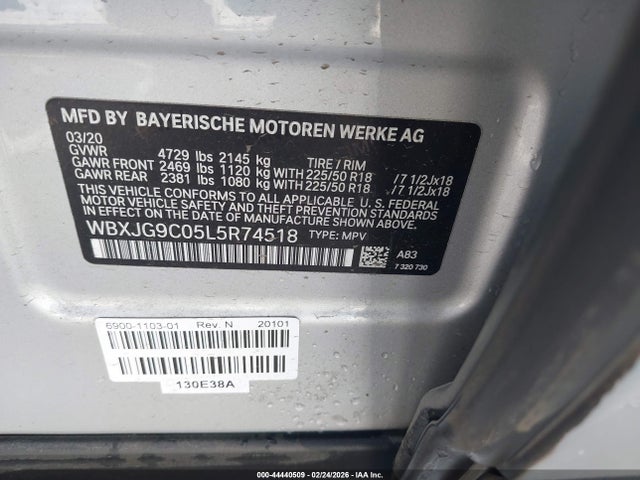 MFD BY BAYERISCHE MOTOREN WERKE AG
03/20
GVWR 4729 lbs 2145 kg TIRE / RIM
GAWR FRONT 2469 lbs 1120 kg WITH 225/50 R18 /7 1/2Jx18
GAWR REAR 2381 lbs 1080 kg WITH 225/50 R18 /7 1/2Jx18
THIS VEHICLE CONFORMS TO ALL APPLICABLE U. S. FEDERAL
MOTOR VEHICLE SAFETY, BUMPER, AND THEFT PREVENTION
STANDARDS IN EFFECT ON THE DATE OF MANUFACTURE SHOWN ABOVE.
WBXJG9C05L5R74518 TYPE: MPV
A83
7 320 730
6900-1103-01 Rev. N 20101
130E38A
000-44440509 - 02/24/2026 - IAA Inc.